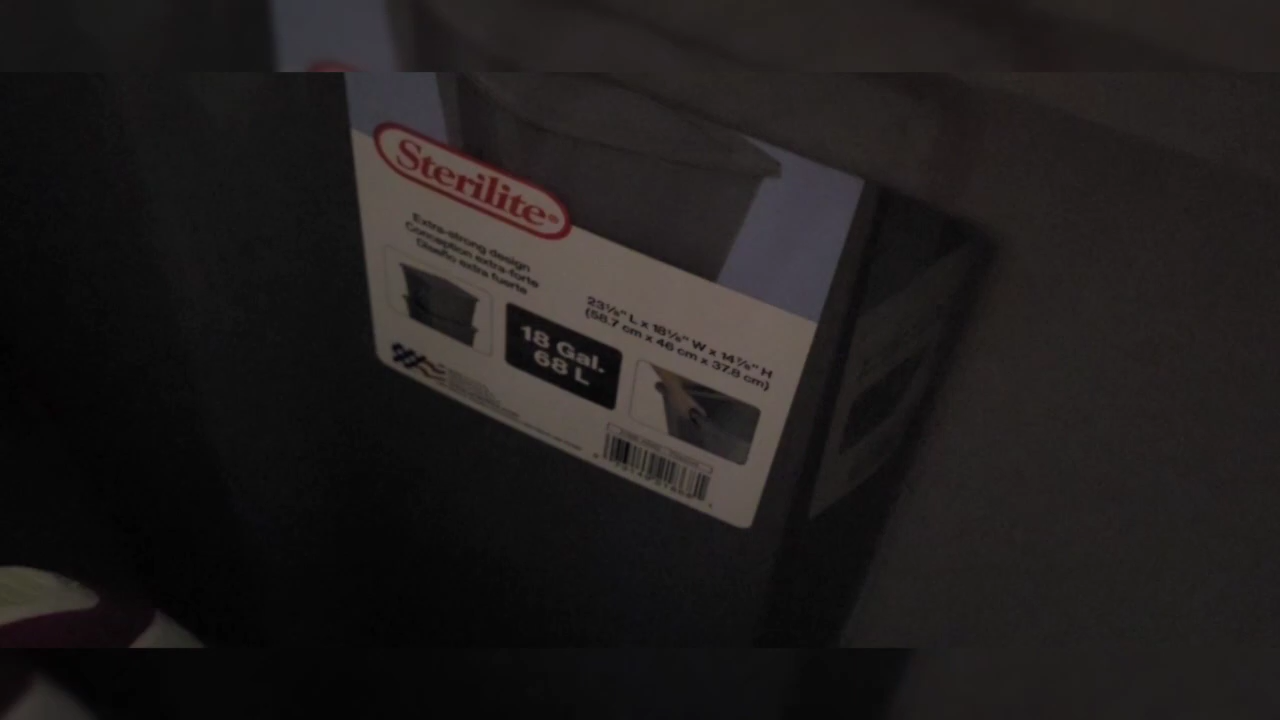 Sterilite®
Extra-strong design
Conception extra-forte
Diseño extra fuerte
23⅛" L x 18⅛" W x 14⅞" H
(58.7 cm x 46 cm x 37.8 cm)
18 Gal.
68 L